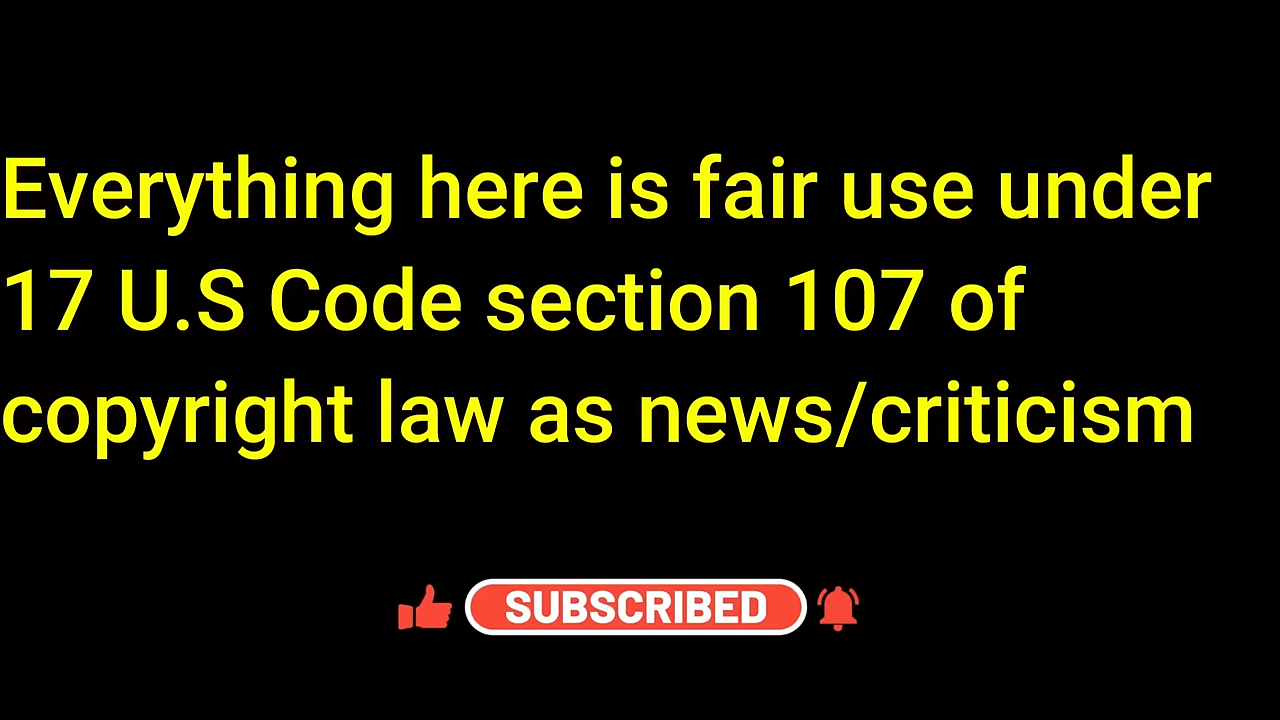 Everything here is fair use under
17 U.S Code section 107 of
copyright law as news/criticism
SUBSCRIBED